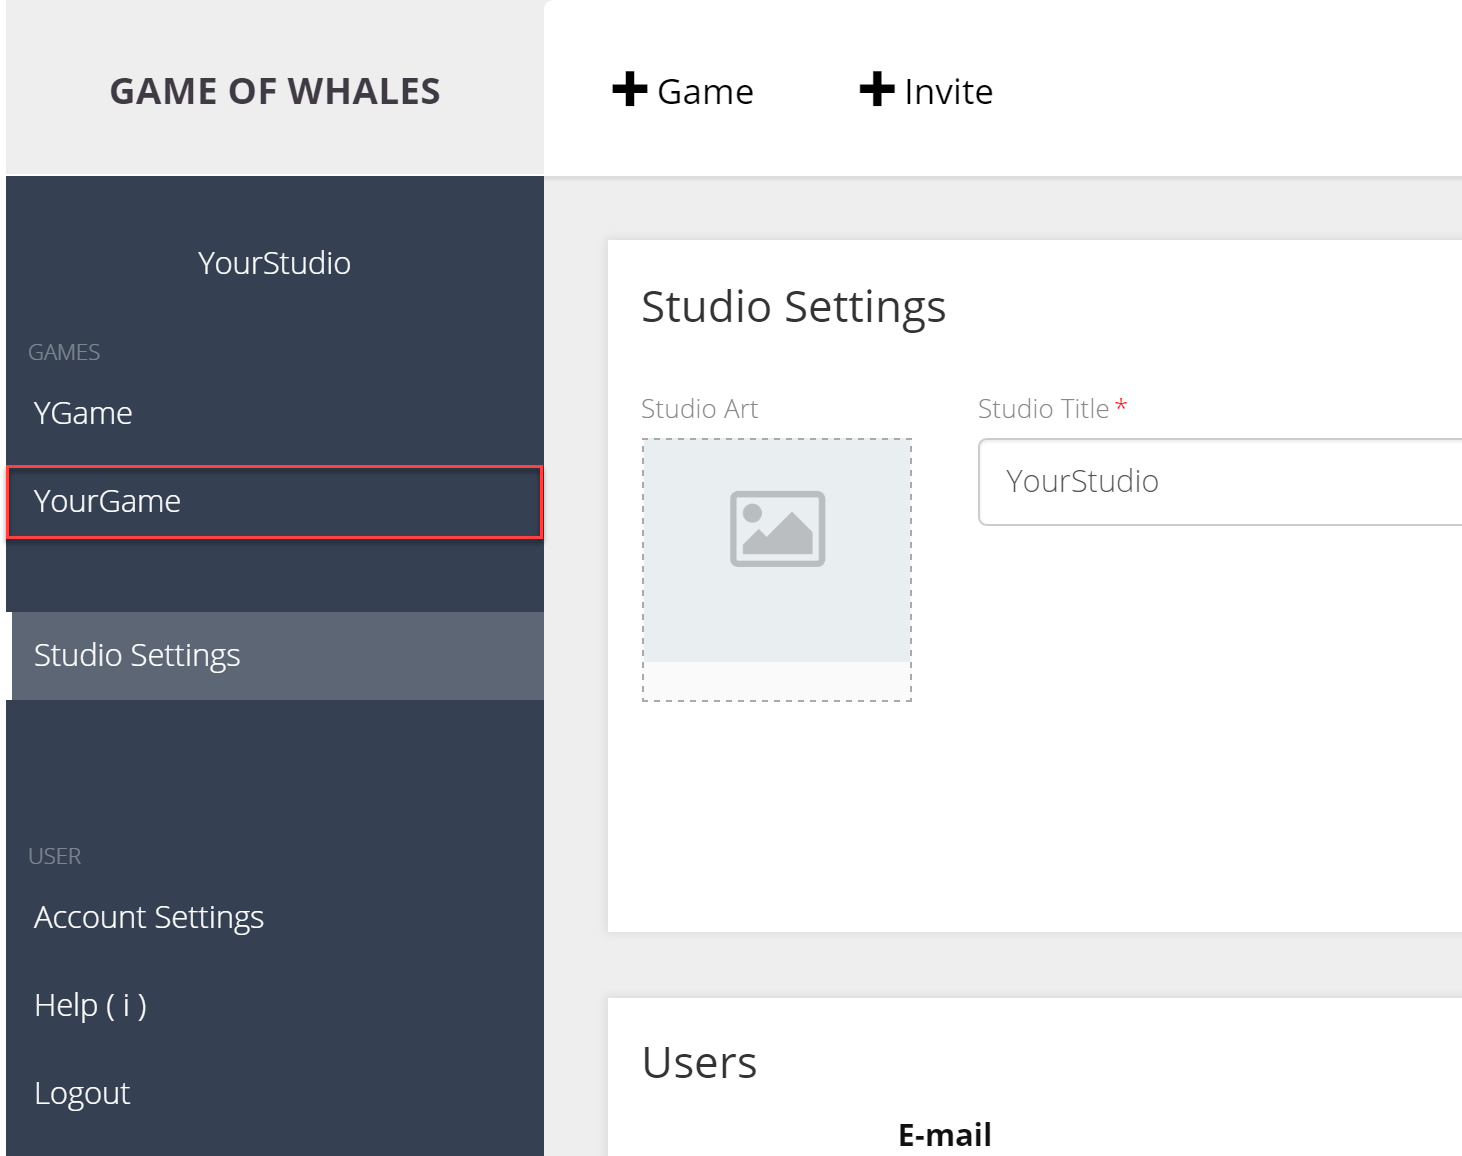 GAME OF WHALES
Game
Invite
YourStudio
GAMES
YGame
YourGame
Studio Settings
USER
Account Settings
Help ( i )
Logout
Studio Settings
Studio Art
Studio Title *
YourStudio
Users
E-mail